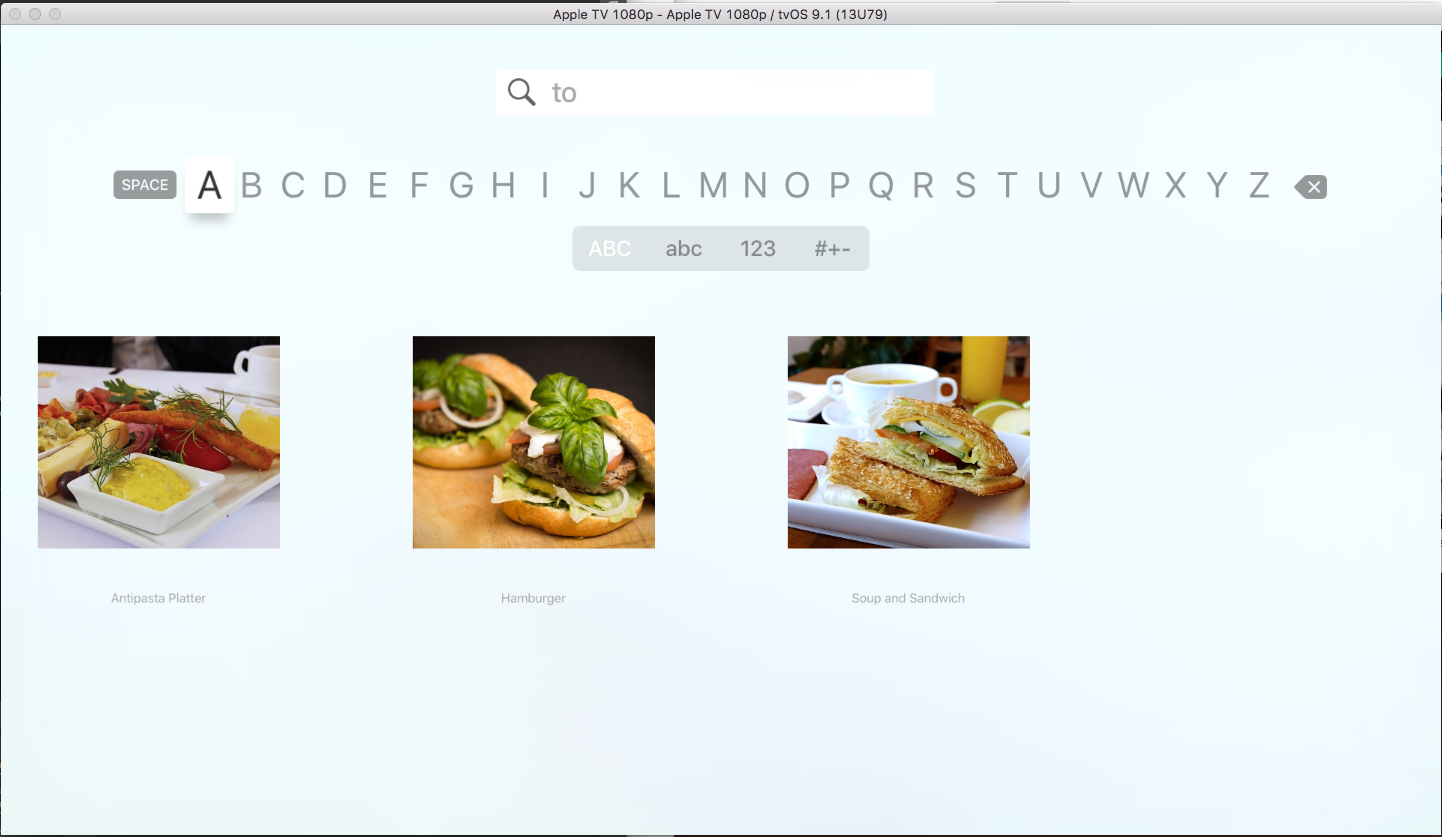 Apple TV 1080p - Apple TV 1080p / tvOS 9.1 (13U79)
to
SPACE A B C D E F G H I J K L M N O P Q R S T U V W X Y Z
ABC abc 123 #+-
Antipasta Platter Hamburger Soup and Sandwich